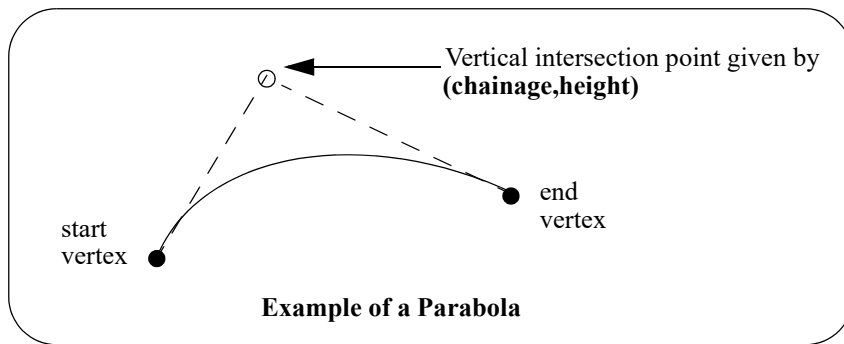 Vertical intersection point given by
(chainage,height)
start
vertex
end
vertex
Example of a Parabola